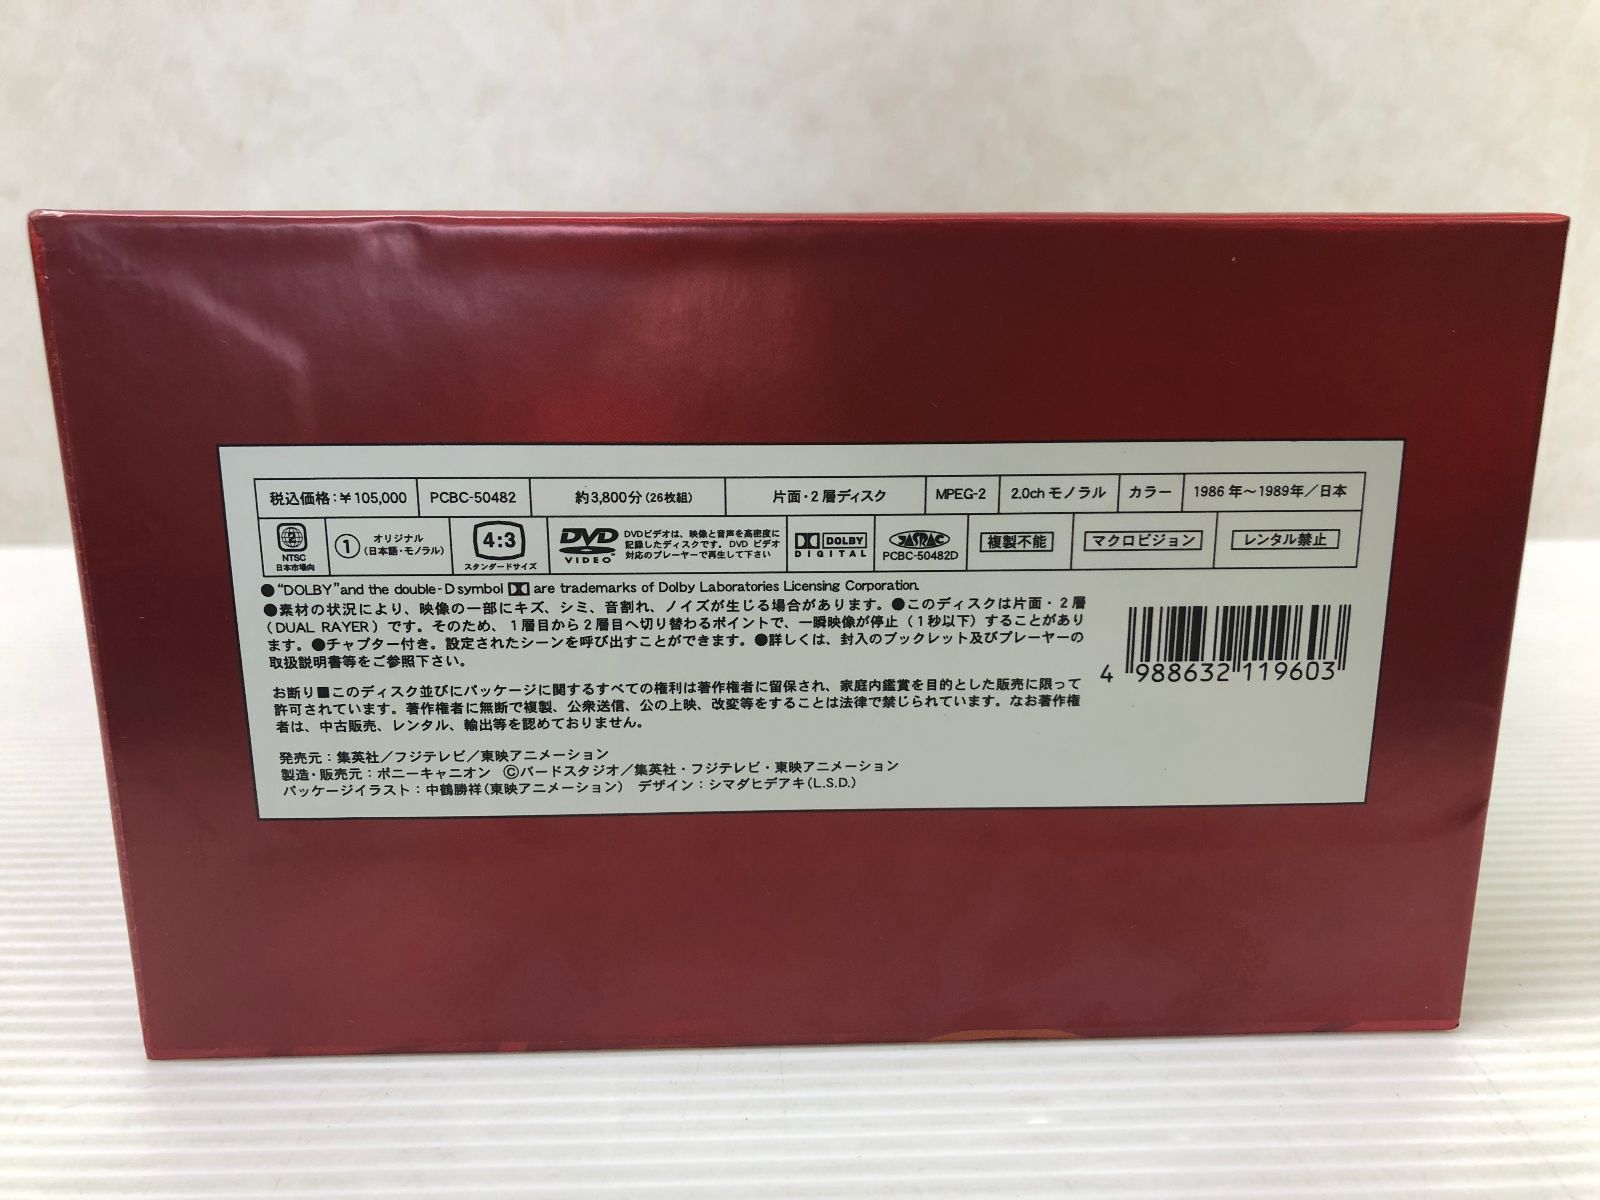 税込価格:¥105,000 PCBC-50482 約3,800分(26枚組) 片面・2層ディスク MPEG-2 2.0ch モノラル カラー 1986年〜1989年/日本
2
NTSC
日本市場向
① オリジナル
(日本語・モノラル)
4:3
スタンダードサイズ
DVD
VIDEO
DVDビデオは、映像と音声を高密度に
記録したディスクです。DVD ビデオ
対応のプレーヤーで再生して下さい
DOLBY
DIGITAL
JASRAC
PCBC-50482D
複製不能
マクロビジョン
レンタル禁止
●"DOLBY"and the double-D symbol are trademarks of Dolby Laboratories Licensing Corporation.
●素材の状況により、映像の一部にキズ、シミ、音割れ、ノイズが生じる場合があります。●このディスクは片面・2層
(DUAL RAYER)です。そのため、1層目から2層目へ切り替わるポイントで、一瞬映像が停止(1秒以下)することがあり
ます。●チャプター付き。設定されたシーンを呼び出すことができます。●詳しくは、封入のブックレット及びプレーヤーの
取扱説明書等をご参照下さい。
お断り■このディスク並びにパッケージに関するすべての権利は著作権者に留保され、家庭内鑑賞を目的とした販売に限って
許可されています。著作権者に無断で複製、公衆送信、公の上映、改変等をすることは法律で禁じられています。なお著作権
者は、中古販売、レンタル、輸出等を認めておりません。
発売元:集英社/フジテレビ/東映アニメーション
製造・販売元:ポニーキャニオン ©バードスタジオ/集英社・フジテレビ・東映アニメーション
パッケージイラスト:中鶴勝祥(東映アニメーション) デザイン:シマダヒデアキ(L.S.D.)
4 988632 119603